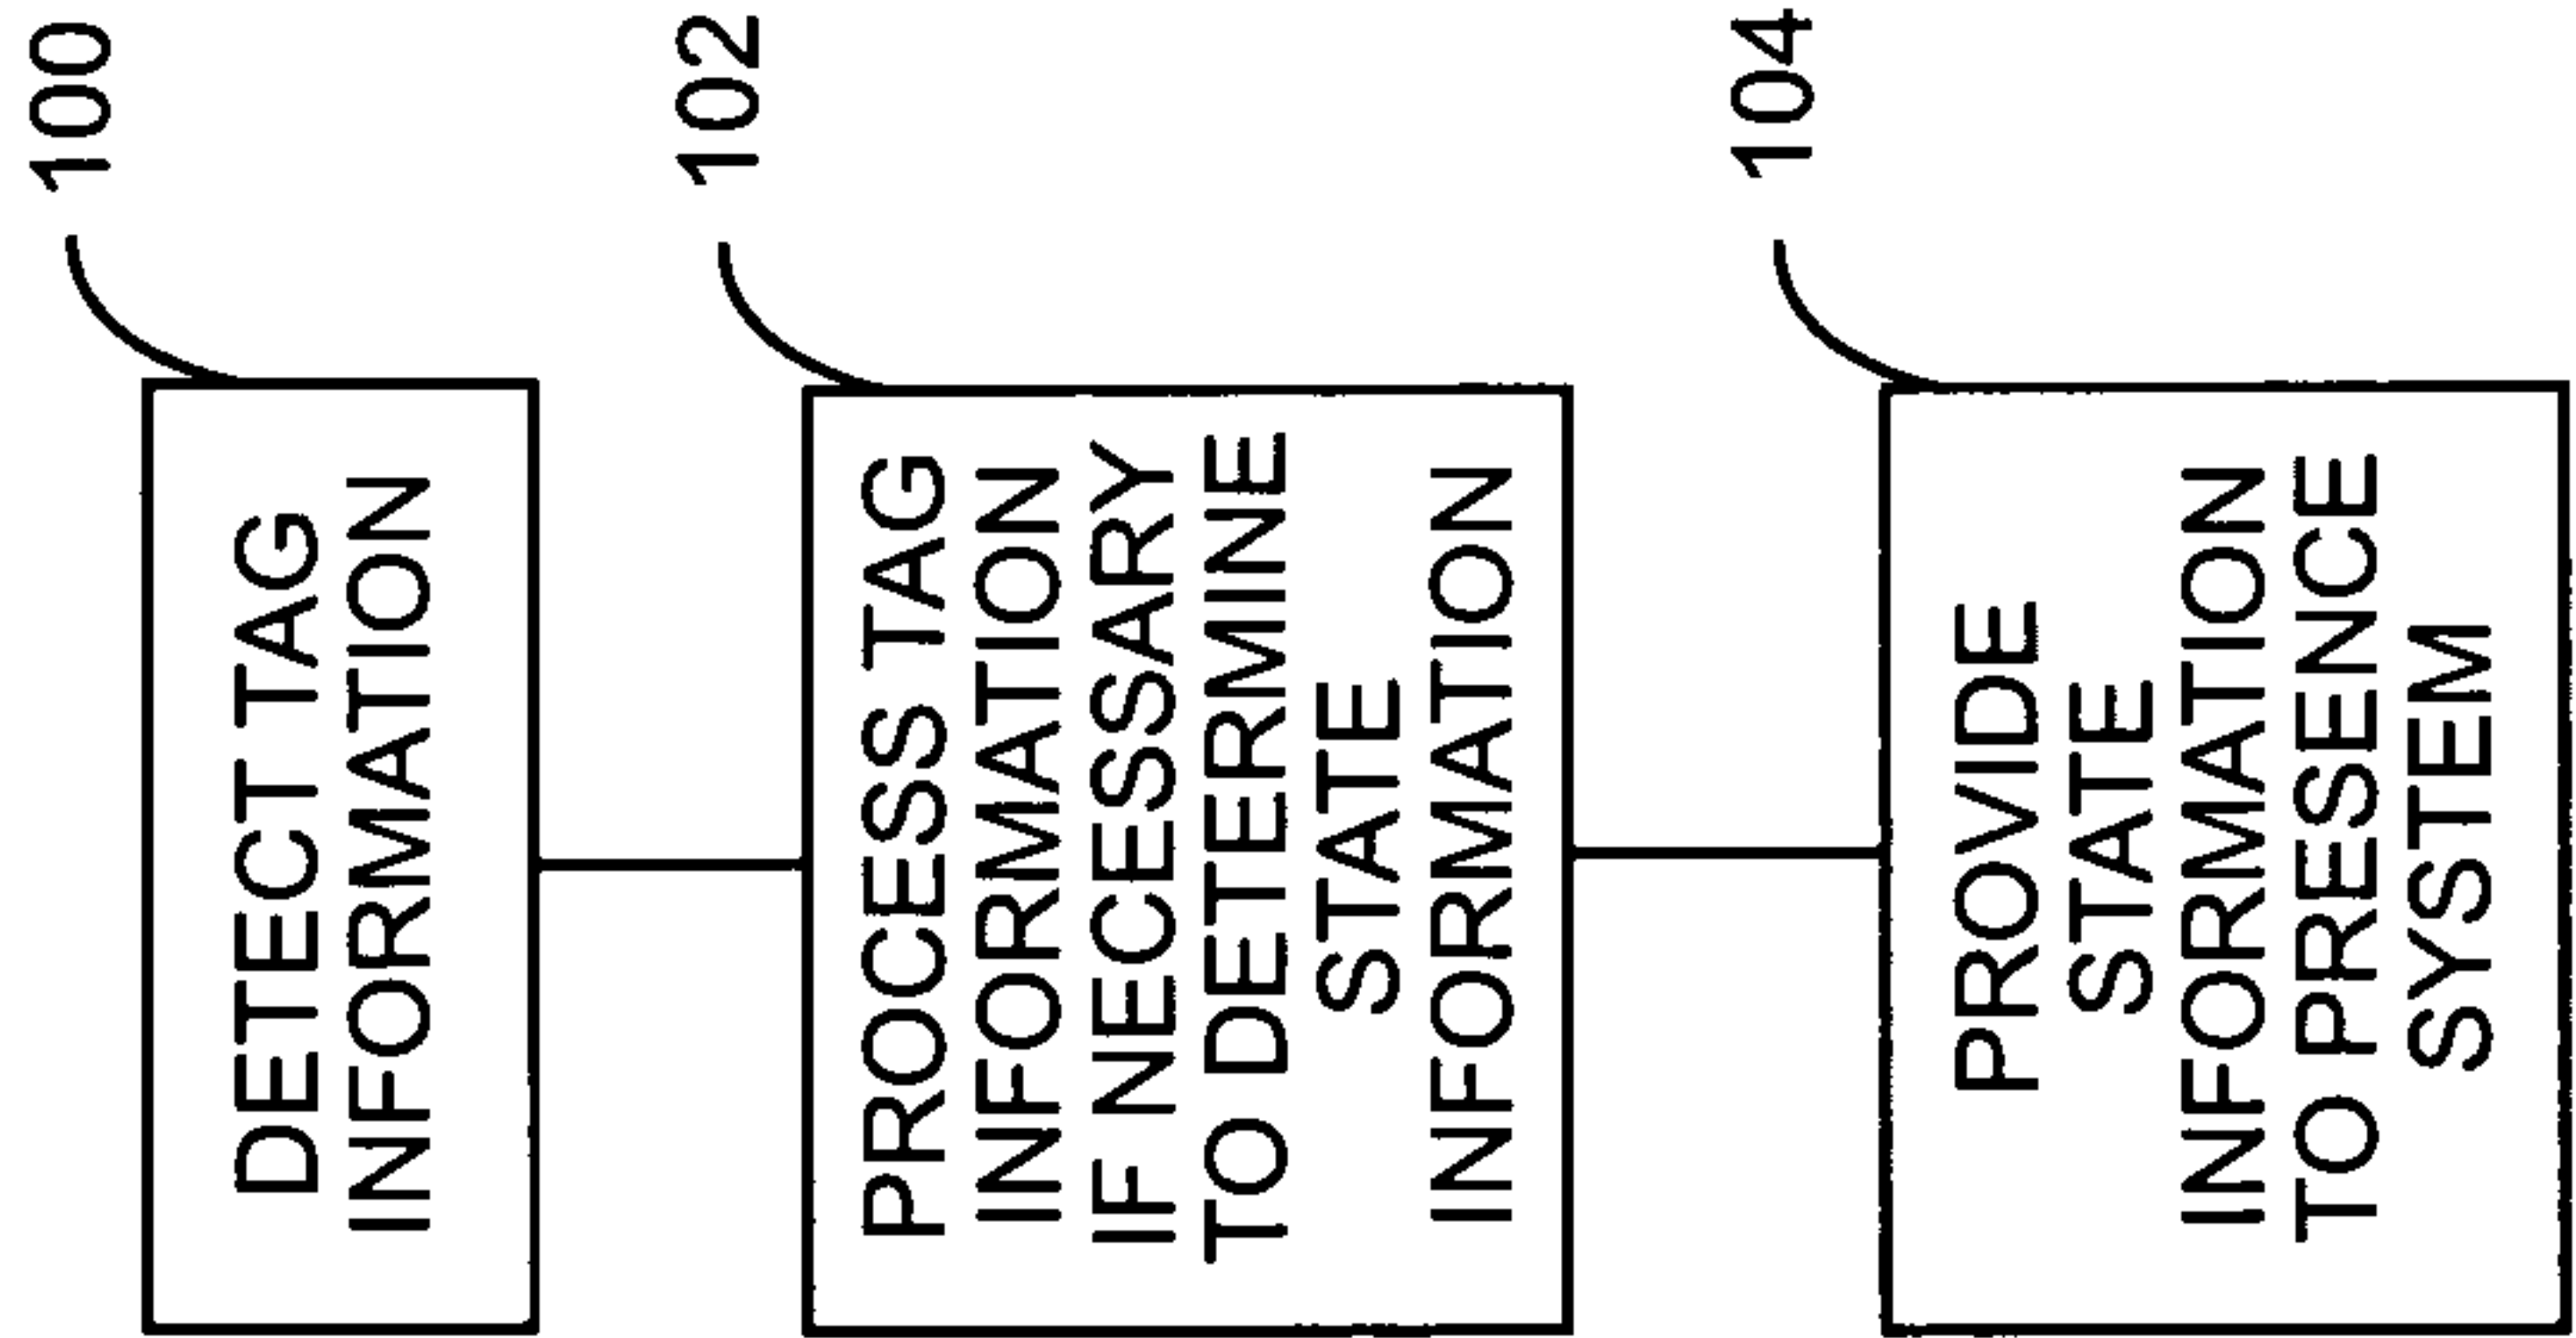 100
DETECT TAG
INFORMATION
102
PROCESS TAG
INFORMATION
IF NECESSARY
TO DETERMINE
STATE
INFORMATION
104
PROVIDE
STATE
INFORMATION
TO PRESENCE
SYSTEM